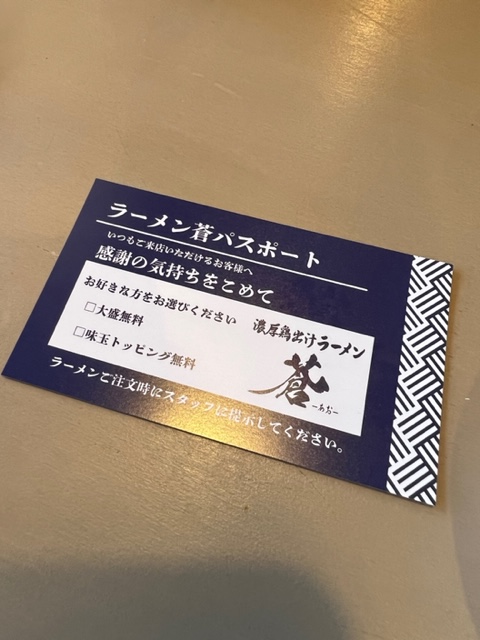 ラーメン蒼パスポート
いつもご来店いただけるお客様へ
感謝の気持ちをこめて
お好きな方をお選びください
□大盛無料
□味玉トッピング無料
濃厚鶏出汁ラーメン
蒼
－あお－
ラーメンご注文時にスタッフに提示してください。